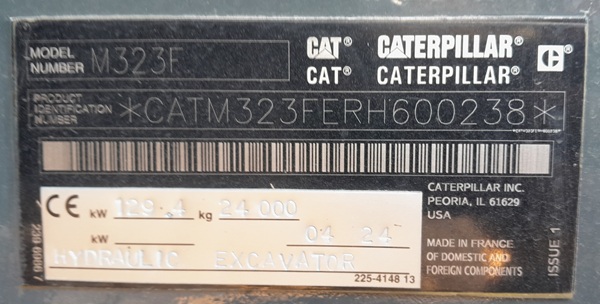 MODEL NUMBER M323F
CAT® CATERPILLAR® C
CAT® CATERPILLAR®
PRODUCT IDENTIFICATION NUMBER *CATM323FERH600238*
CE kW 129.4 kg 24 000
kW 04 24
HYDRAULIC EXCAVATOR
225-4148 13
CATERPILLAR INC.
PEORIA, IL 61629
USA
MADE IN FRANCE
OF DOMESTIC AND
FOREIGN COMPONENTS
ISSUE 1